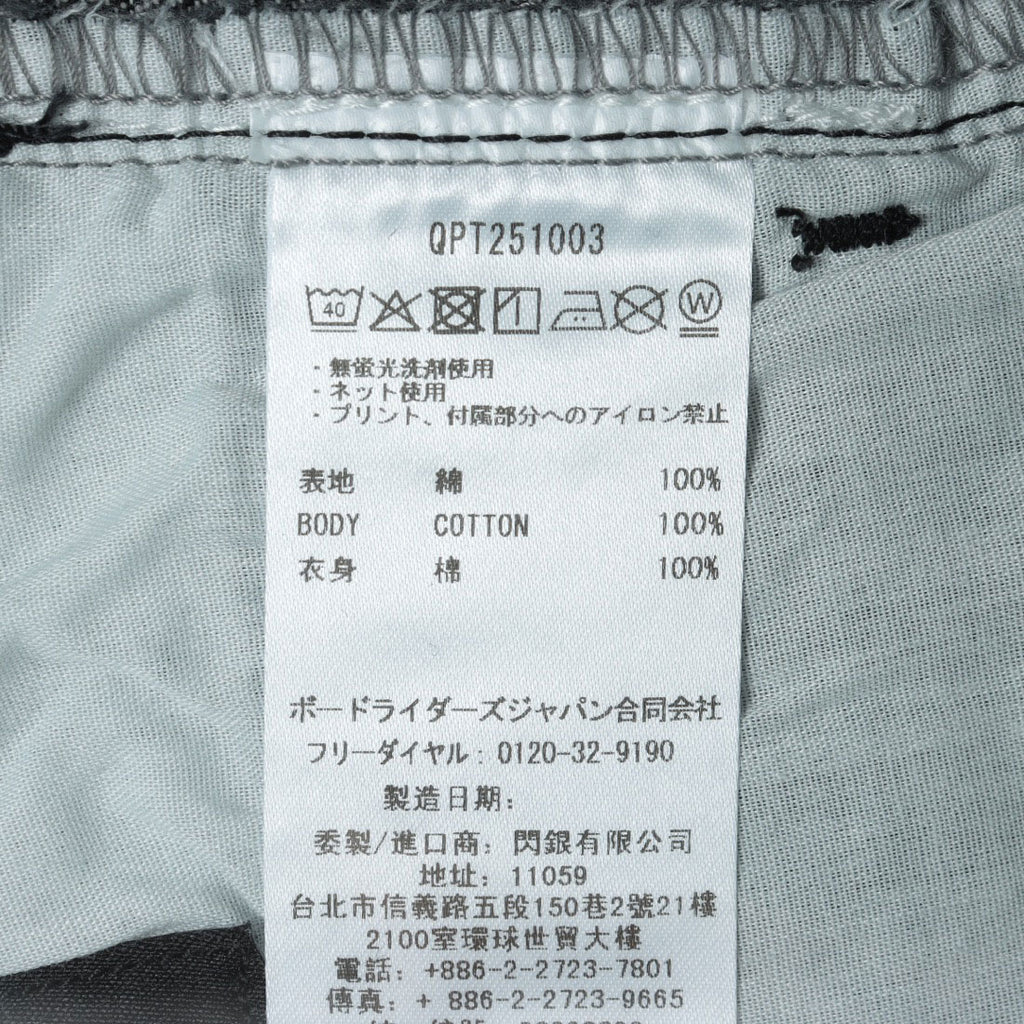 QPT251003
40 W
・無蛍光洗剤使用
・ネット使用
・プリント、付属部分へのアイロン禁止
表地 綿 100%
BODY COTTON 100%
衣身 棉 100%
ボードライダーズジャパン合同会社
フリーダイヤル：0120-32-9190
製造日期：
委製/進口商：閃銀有限公司
地址：11059
台北市信義路五段150巷2號21樓
2100室環球世貿大樓
電話：+886-2-2723-7801
傳真：+ 886-2-2723-9665